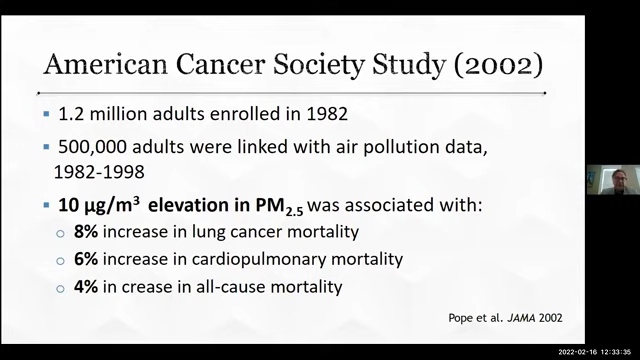 American Cancer Society Study (2002)
▪ 1.2 million adults enrolled in 1982
▪ 500,000 adults were linked with air pollution data,
1982-1998
▪ 10 µg/m³ elevation in PM₂.₅ was associated with:
o 8% increase in lung cancer mortality
o 6% increase in cardiopulmonary mortality
o 4% in crease in all-cause mortality
Pope et al. JAMA 2002
2022-02-16 12:33:35